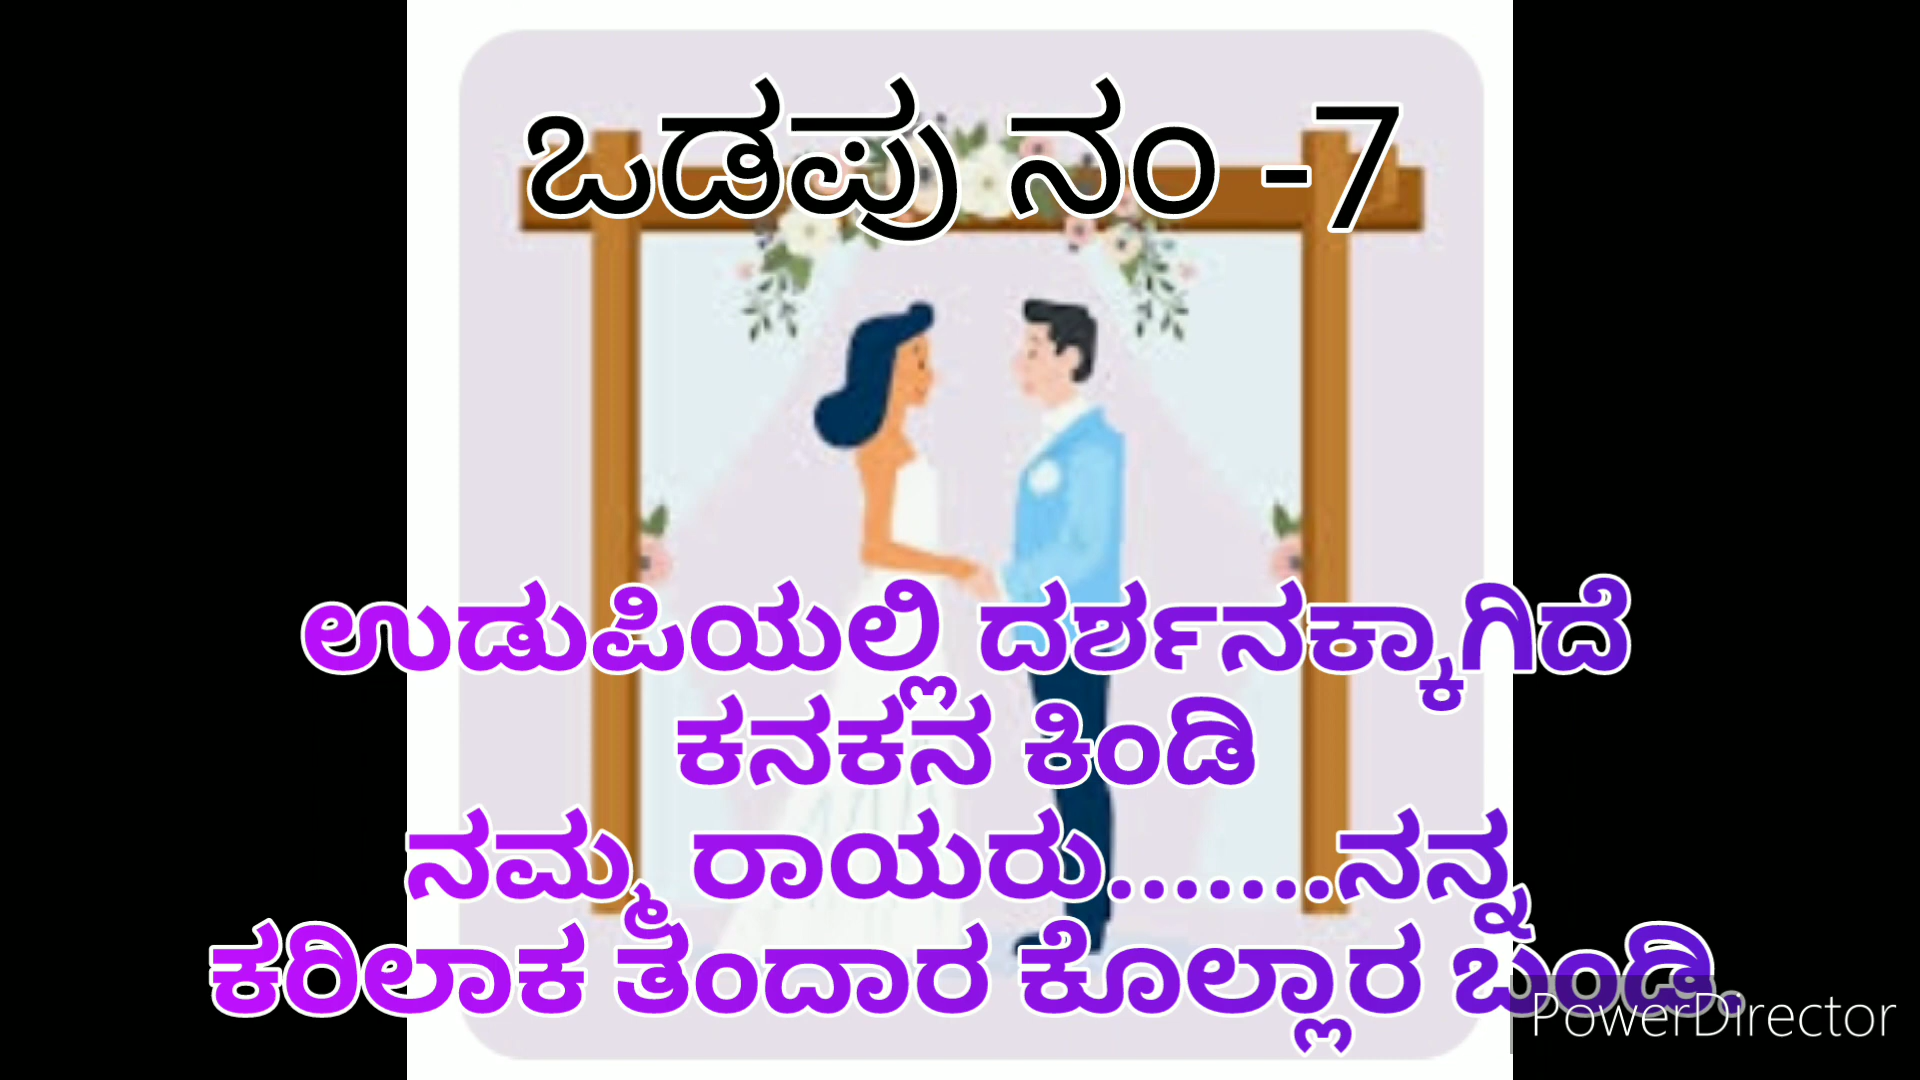 ಒಡಪು ನಂ -7
ಉಡುಪಿಯಲ್ಲಿ ದರ್ಶನಕ್ಕಾಗಿದೆ
ಕನಕನ ಕಿಂಡಿ
ನಮ್ಮ ರಾಯರು.......ನನ್ನ
ಕರಿಲಾಕ ತಂದಾರ ಕೊಲ್ಲಾರ ಬಂಡಿ.
PowerDirector